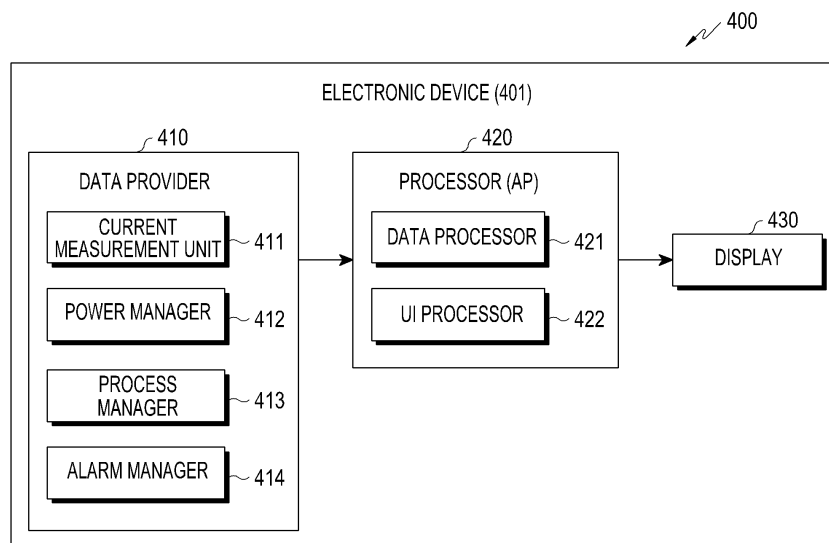 400
ELECTRONIC DEVICE (401)
410
DATA PROVIDER
CURRENT
MEASUREMENT UNIT
411
POWER MANAGER
412
PROCESS
MANAGER
413
ALARM MANAGER
414
420
PROCESSOR (AP)
DATA PROCESSOR
421
UI PROCESSOR
422
430
DISPLAY